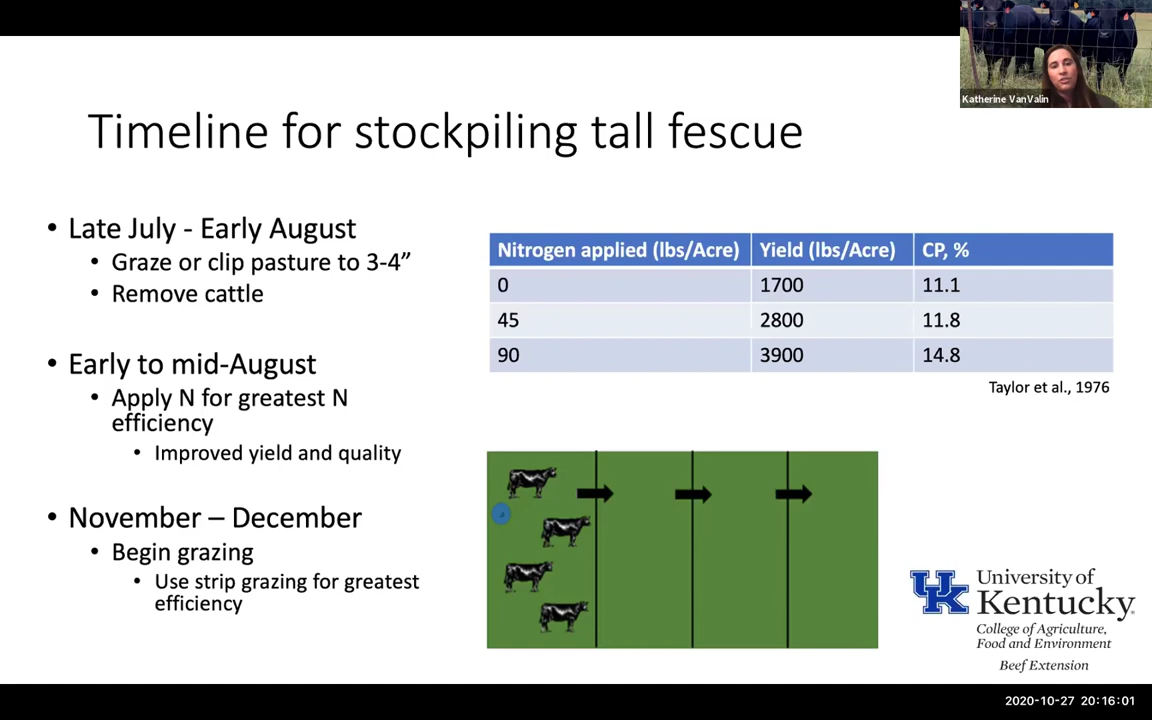 Katherine VanValin
Timeline for stockpiling tall fescue
• Late July - Early August
• Graze or clip pasture to 3-4”
• Remove cattle
• Early to mid-August
• Apply N for greatest N
efficiency
• Improved yield and quality
• November – December
• Begin grazing
• Use strip grazing for greatest
efficiency
Nitrogen applied (lbs/Acre) Yield (lbs/Acre) CP, %
0 1700 11.1
45 2800 11.8
90 3900 14.8
Taylor et al., 1976
UK
University of
Kentucky®
College of Agriculture,
Food and Environment
Beef Extension
2020-10-27 20:16:01